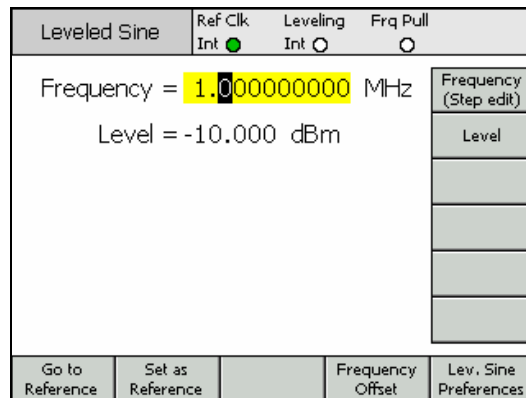 Leveled Sine
Ref Clk
Int
Leveling
Int
Frq Pull
Frequency = 1.000000000 MHz
Level = -10.000 dBm
Frequency
(Step edit)
Level
Go to
Reference
Set as
Reference
Frequency
Offset
Lev. Sine
Preferences